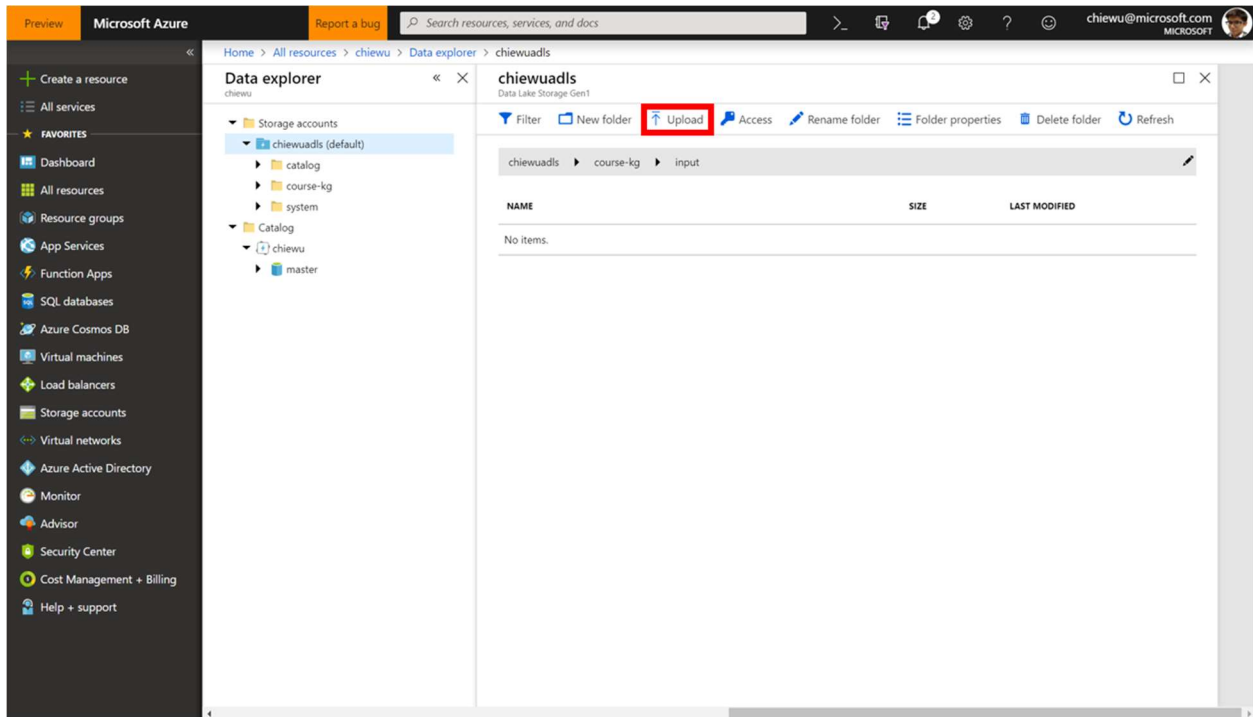 Preview Microsoft Azure Report a bug Search resources, services, and docs >_ 2 ? chiewu@microsoft.com
MICROSOFT
«
Home > All resources > chiewu > Data explorer > chiewuadls
Create a resource
All services
FAVORITES
Dashboard
All resources
Resource groups
App Services
Function Apps
SQL databases
Azure Cosmos DB
Virtual machines
Load balancers
Storage accounts
Virtual networks
Azure Active Directory
Monitor
Advisor
Security Center
Cost Management + Billing
Help + support
Data explorer «
chiewu
Storage accounts
chiewuadls (default)
catalog
course-kg
system
Catalog
chiewu
master
chiewuadls
Data Lake Storage Gen1
Filter New folder Upload Access Rename folder Folder properties Delete folder Refresh
chiewuadls course-kg input
NAME SIZE LAST MODIFIED
No items.